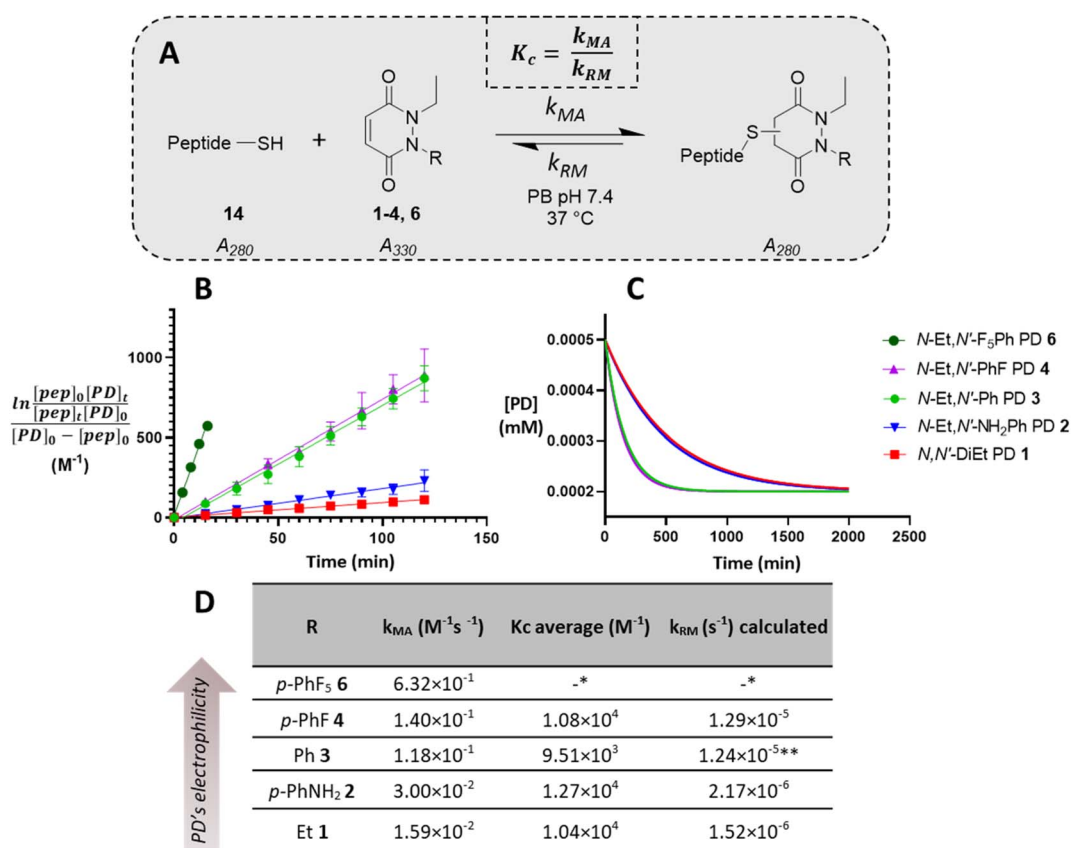 A
K_c = k_MA / k_RM
O
N
N
R
O
Peptide—SH
+
k_MA
k_RM
PB pH 7.4
37 °C
O
N
N
R
O
S
Peptide
14
1-4, 6
A280
A330
A280
B
ln [pep]0[PD]t / [pep]t[PD]0
[PD]0 − [pep]0
(M⁻¹)
1000
500
0
0 50 100 150
Time (min)
C
[PD]
(mM)
0.0005
0.0004
0.0003
0.0002
0 500 1000 1500 2000 2500
Time (min)
N-Et,N'-F5Ph PD 6
N-Et,N'-PhF PD 4
N-Et,N'-Ph PD 3
N-Et,N'-NH2Ph PD 2
N,N'-DiEt PD 1
D
PD's electrophilicity
R k_MA (M⁻¹s ⁻¹) Kc average (M⁻¹) k_RM (s⁻¹) calculated
p-PhF5 6 6.32×10⁻¹ -* -*
p-PhF 4 1.40×10⁻¹ 1.08×10⁴ 1.29×10⁻⁵
Ph 3 1.18×10⁻¹ 9.51×10³ 1.24×10⁻⁵**
p-PhNH2 2 3.00×10⁻² 1.27×10⁴ 2.17×10⁻⁶
Et 1 1.59×10⁻² 1.04×10⁴ 1.52×10⁻⁶